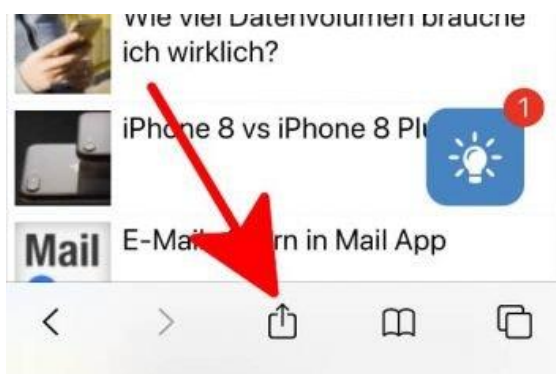 Wie viel Datenvolumen brauche
ich wirklich?
iPhone 8 vs iPhone 8
1
Mail
in Mail App